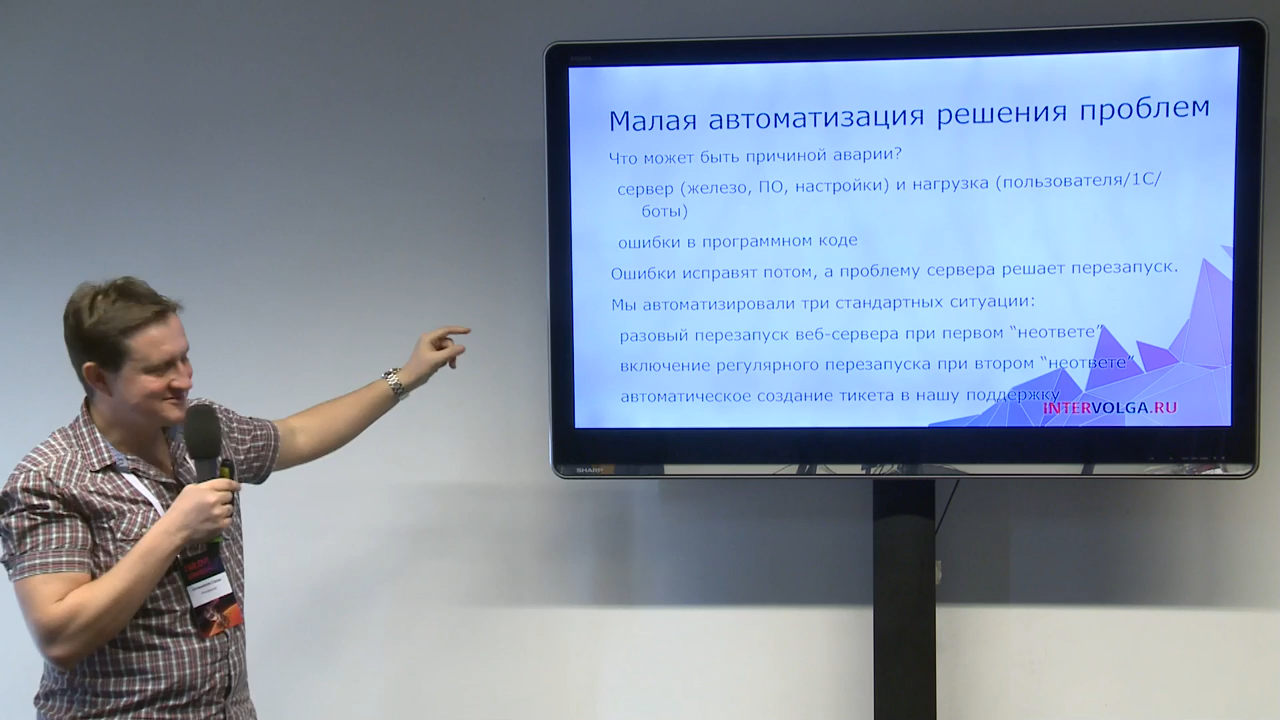 Малая автоматизация решения проблем
Что может быть причиной аварии?
сервер (железо, ПО, настройки) и нагрузка (пользователя/1С/
боты)
ошибки в программном коде
Ошибки исправят потом, а проблему сервера решает перезапуск.
Мы автоматизировали три стандартных ситуации:
разовый перезапуск веб-сервера при первом “неответе”
включение регулярного перезапуска при втором “неответе”
автоматическое создание тикета в нашу поддержку
INTERVOLGA.RU
SHARP